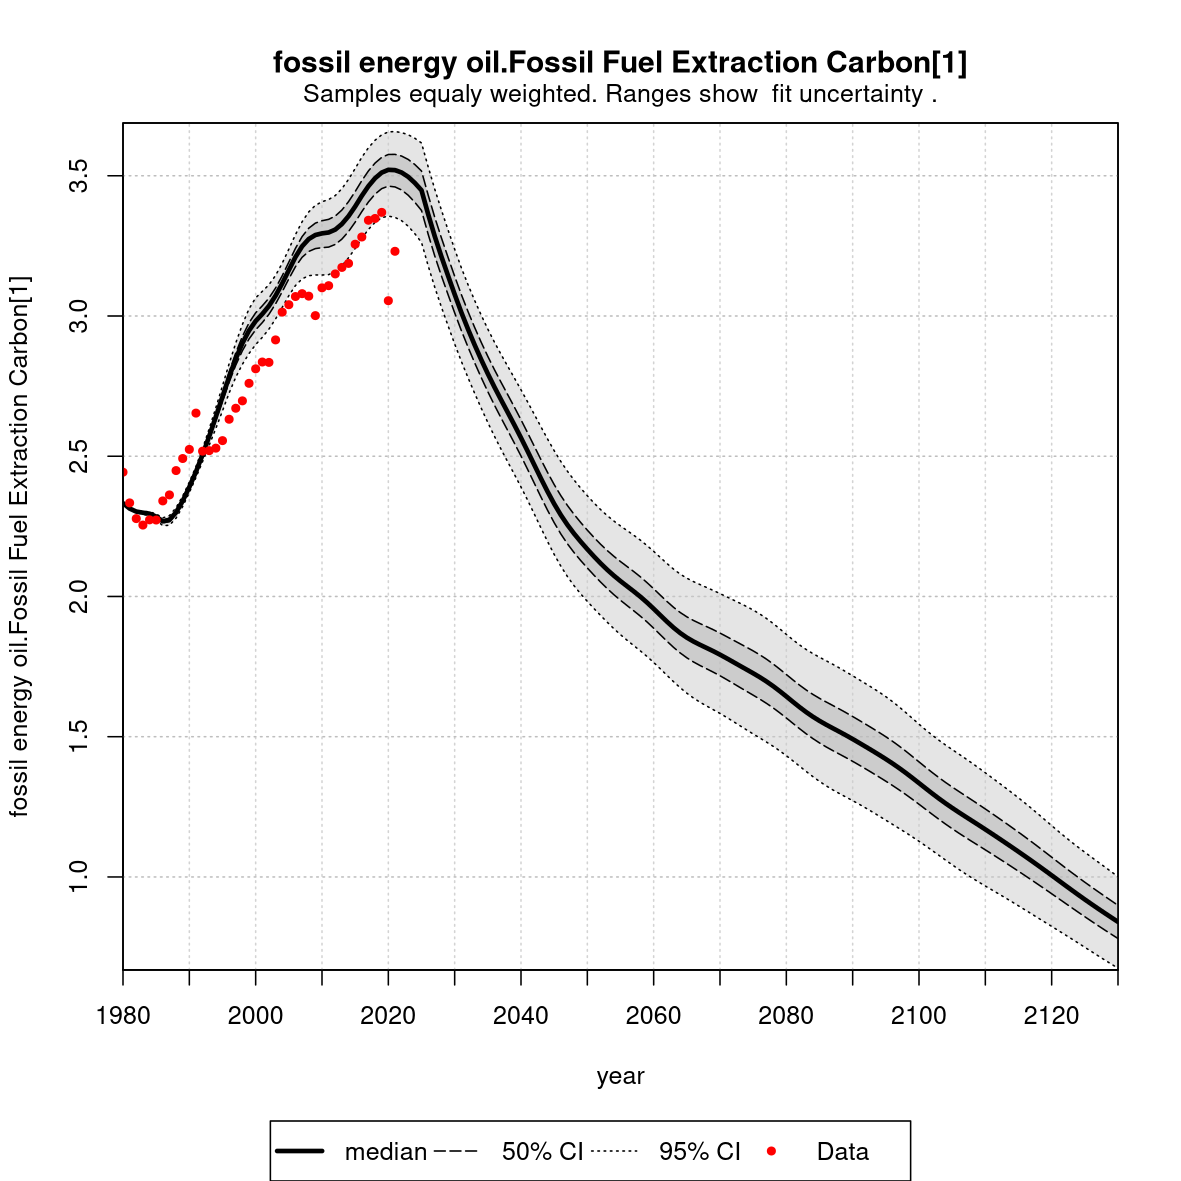 fossil energy oil.Fossil Fuel Extraction Carbon[1]
Samples equaly weighted. Ranges show  fit uncertainty .
fossil energy oil.Fossil Fuel Extraction Carbon[1]
3.5
3.0
2.5
2.0
1.5
1.0
1980 2000 2020 2040 2060 2080 2100 2120
year
median 50% CI 95% CI Data